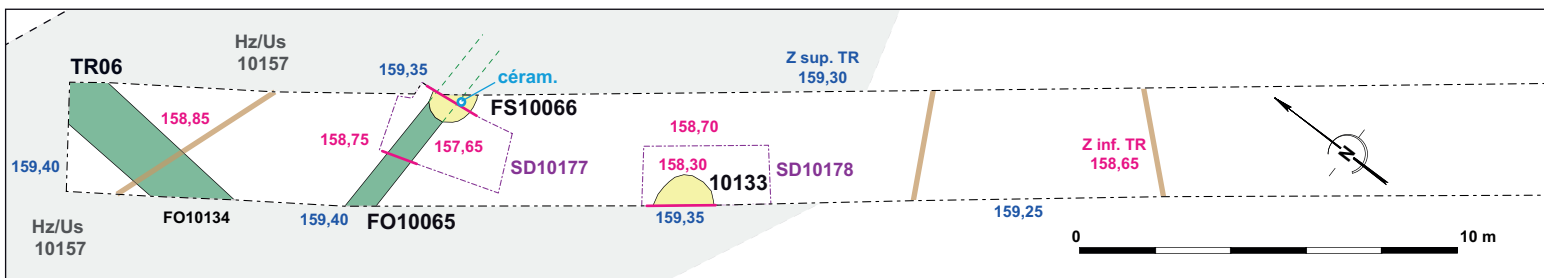 Hz/Us
10157
TR06
159,35
céram.
Z sup. TR
159,30
FS10066
158,85
158,75
157,65
158,70
Z inf. TR
158,65
N
159,40
SD10177
158,30
10133
SD10178
FO10134
159,40
FO10065
159,35
159,25
Hz/Us
10157
0
10 m